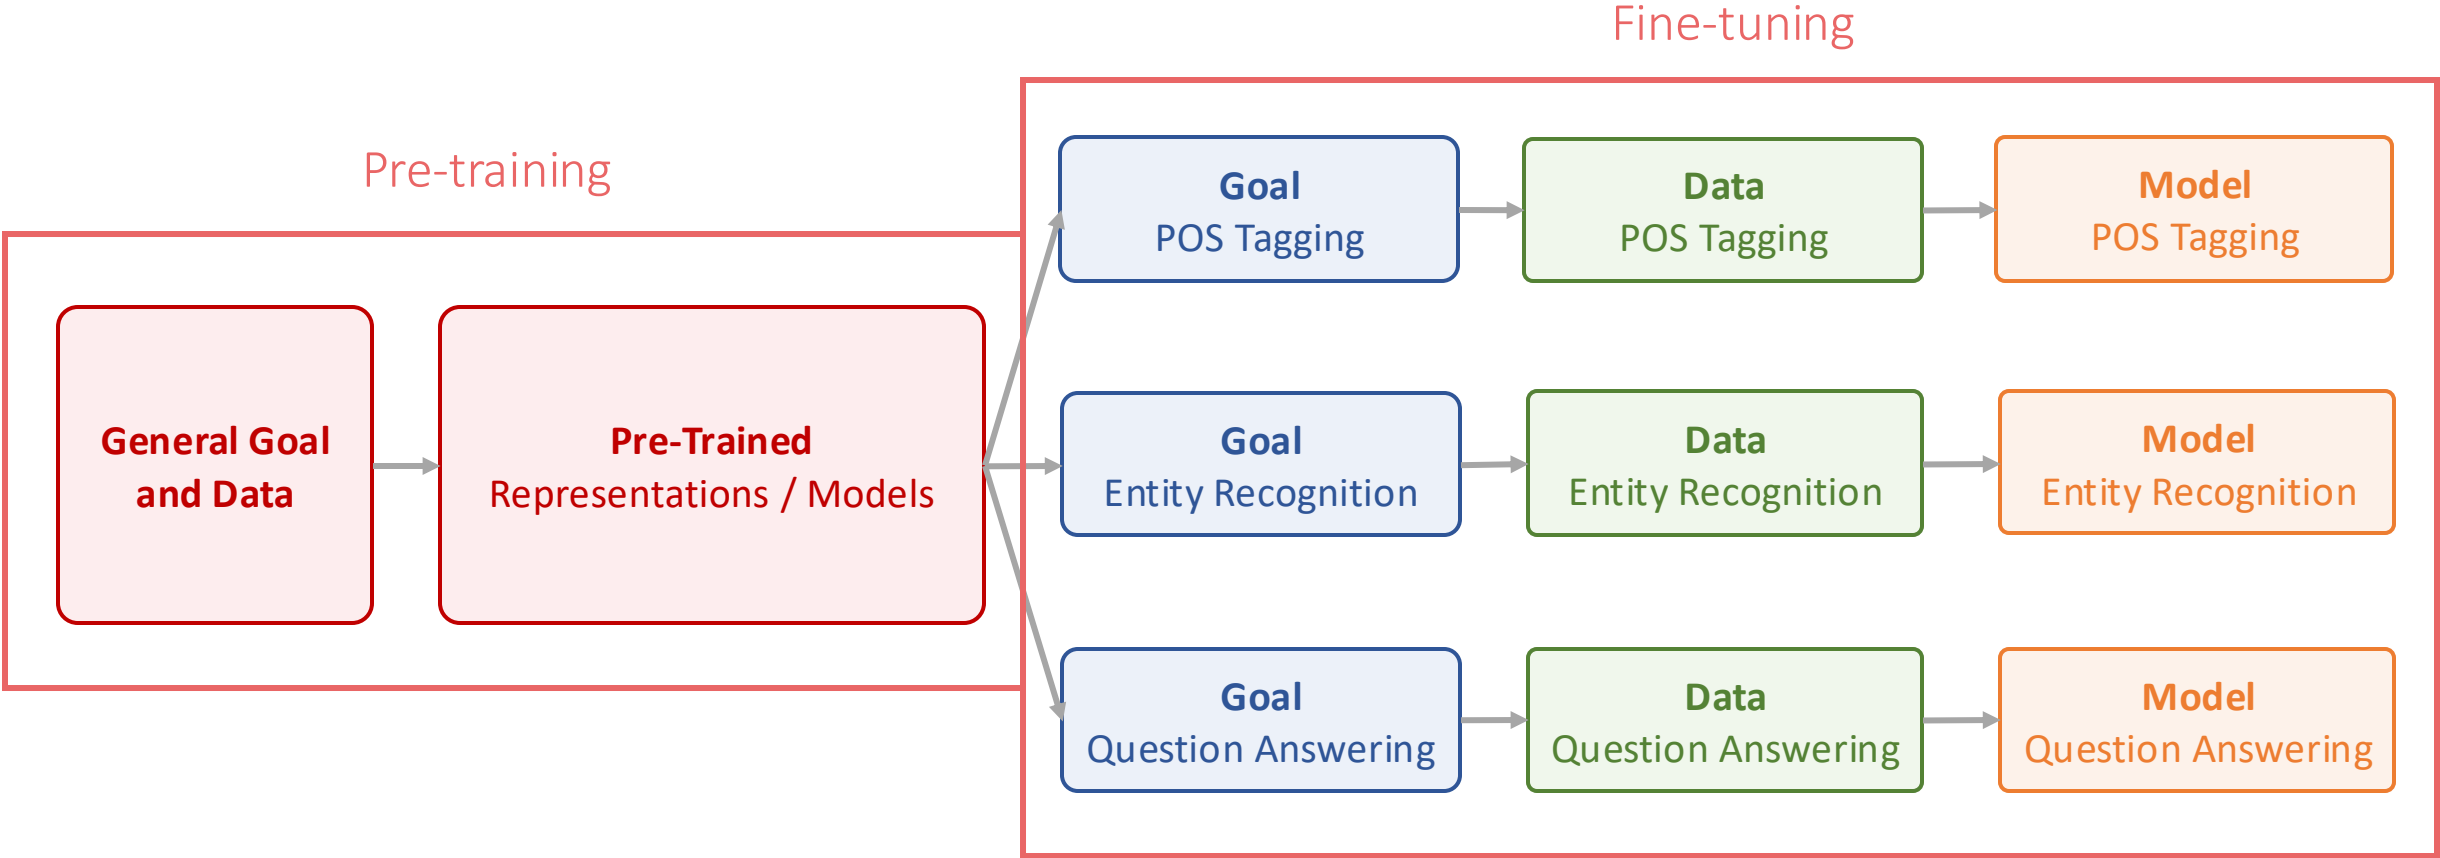 Fine-tuning
Pre-training
General Goal
and Data
Pre-Trained
Representations / Models
Goal
POS Tagging
Data
POS Tagging
Model
POS Tagging
Goal
Entity Recognition
Data
Entity Recognition
Model
Entity Recognition
Goal
Question Answering
Data
Question Answering
Model
Question Answering